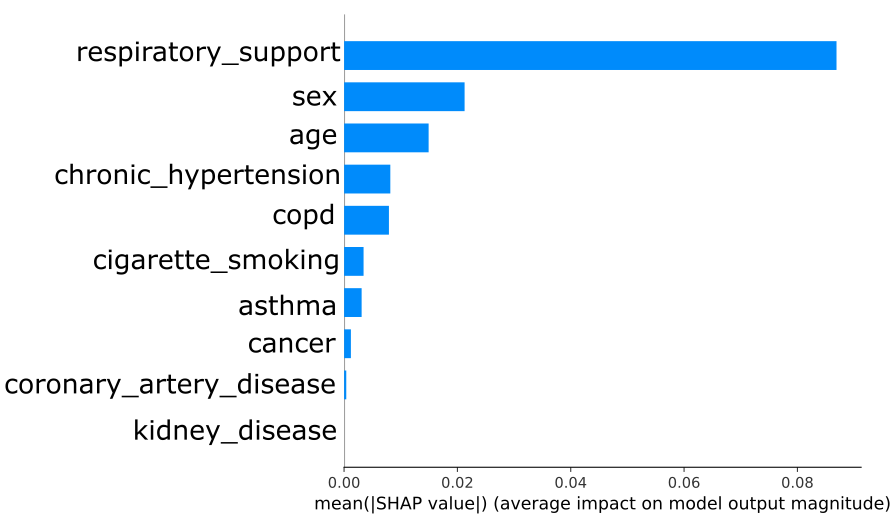 respiratory_support
sex
age
chronic_hypertension
copd
cigarette_smoking
asthma
cancer
coronary_artery_disease
kidney_disease
0.00 0.02 0.04 0.06 0.08
mean(|SHAP value|) (average impact on model output magnitude)